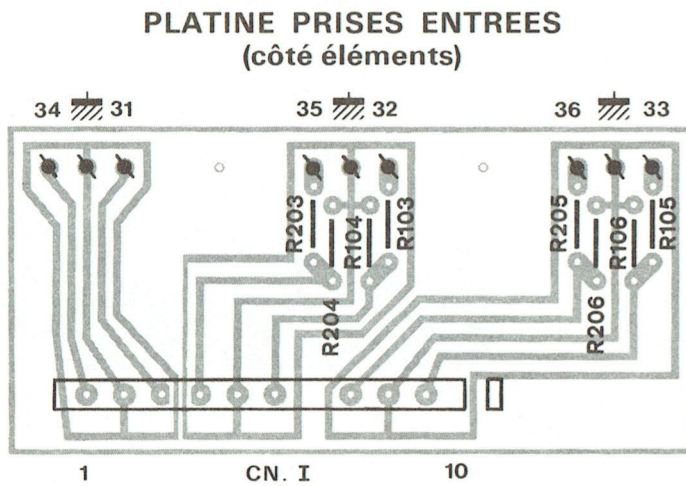 PLATINE PRISES ENTREES
(côté éléments)
34 31 35 32 36 33
R203 R104 R103 R205 R106 R105
R204 R206
1 CN. I 10